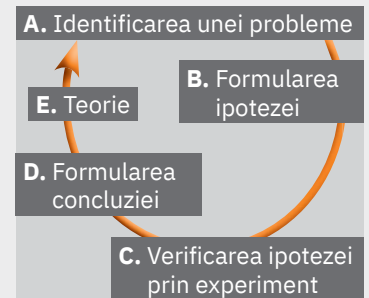 A. Identificarea unei probleme
B. Formularea
ipotezei
E. Teorie
D. Formularea
concluziei
C. Verificarea ipotezei
prin experiment